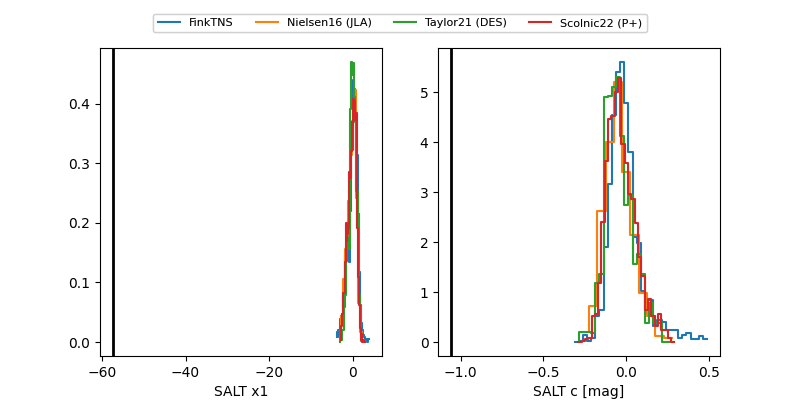 FinkTNS Nielsen16 (JLA) Taylor21 (DES) Scolnic22 (P+)
0.4
0.3
0.2
0.1
0.0
−60 −40 −20 0
SALT x1
5
4
3
2
1
0
−1.0 −0.5 0.0 0.5
SALT c [mag]